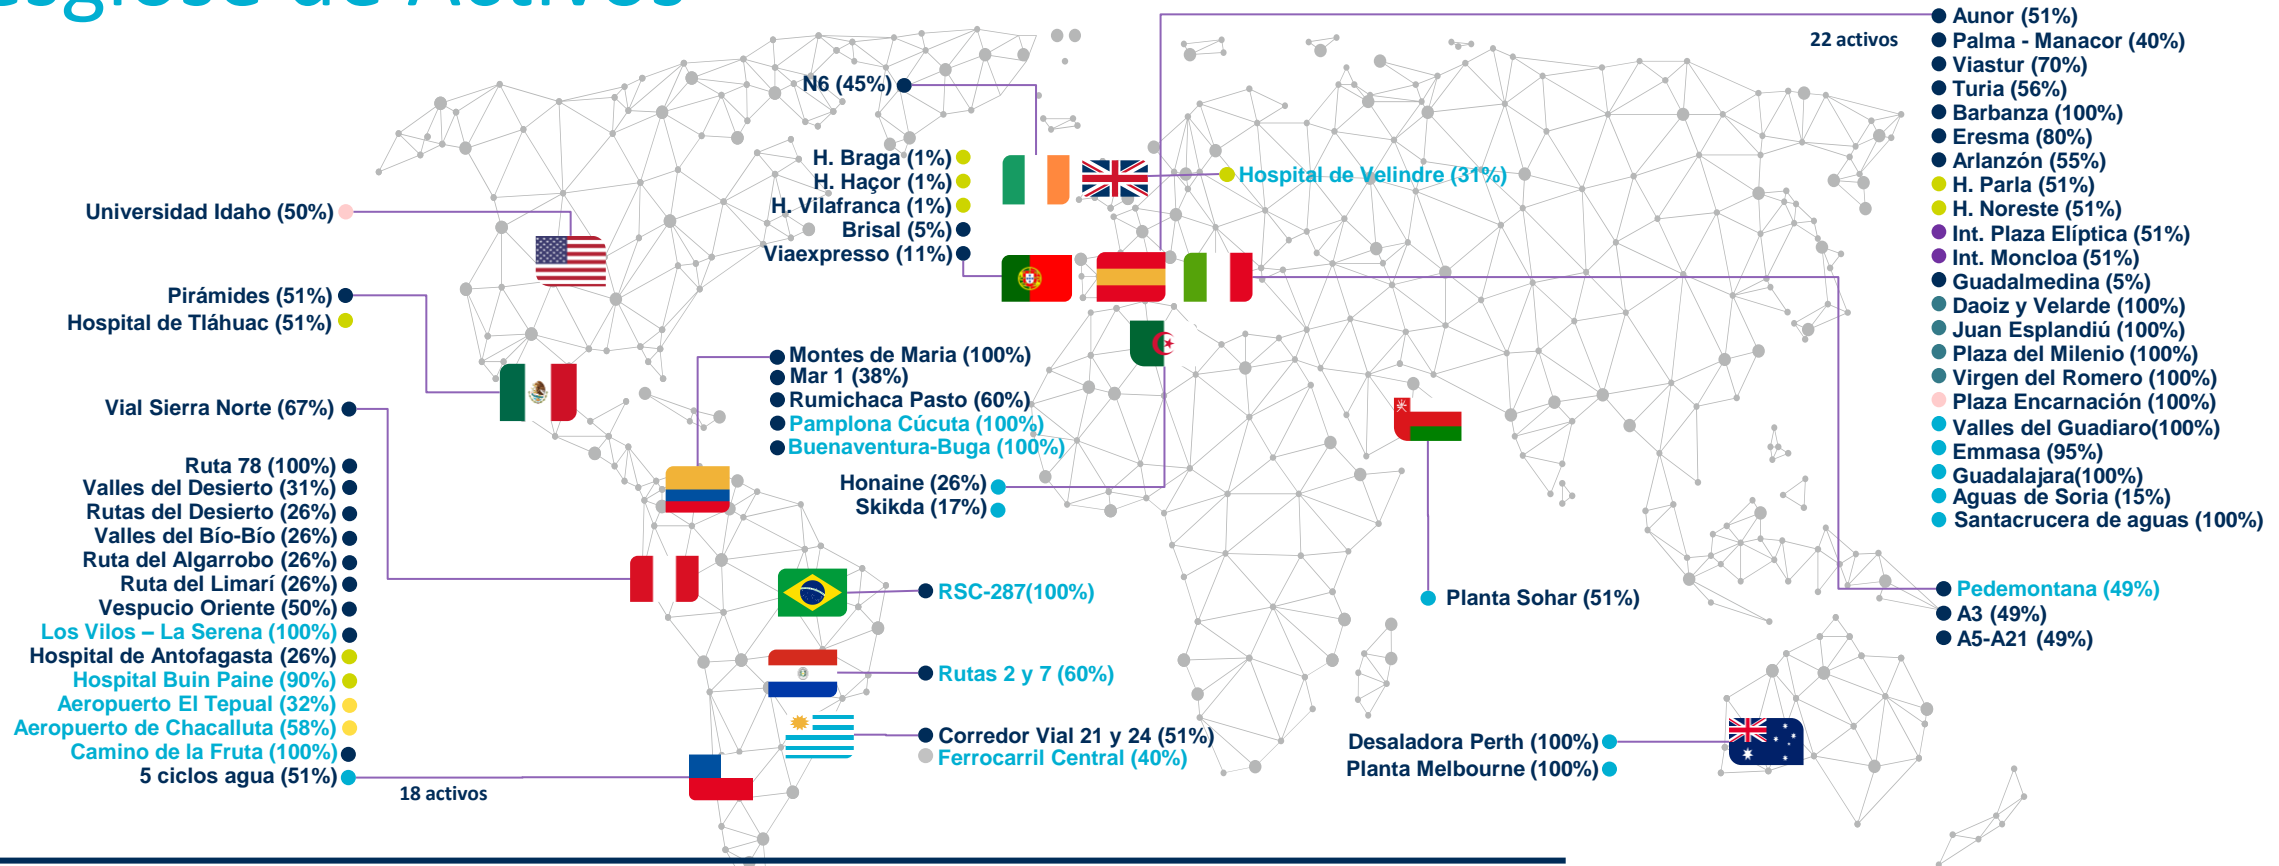 esglose de Activos
N6 (45%)
H. Braga (1%)
H. Haçor (1%)
H. Vilafranca (1%)
Brisal (5%)
Viaexpresso (11%)
Hospital de Velindre (31%)
22 activos
Aunor (51%)
Palma - Manacor (40%)
Viastur (70%)
Turia (56%)
Barbanza (100%)
Eresma (80%)
Arlanzón (55%)
H. Parla (51%)
H. Noreste (51%)
Int. Plaza Elíptica (51%)
Int. Moncloa (51%)
Guadalmedina (5%)
Daoiz y Velarde (100%)
Juan Esplandiú (100%)
Plaza del Milenio (100%)
Virgen del Romero (100%)
Plaza Encarnación (100%)
Valles del Guadiaro(100%)
Emmasa (95%)
Guadalajara(100%)
Aguas de Soria (15%)
Santacrucera de aguas (100%)
Universidad Idaho (50%)
Pirámides (51%)
Hospital de Tláhuac (51%)
Vial Sierra Norte (67%)
Montes de Maria (100%)
Mar 1 (38%)
Rumichaca Pasto (60%)
Pamplona Cúcuta (100%)
Buenaventura-Buga (100%)
Honaine (26%)
Skikda (17%)
Ruta 78 (100%)
Valles del Desierto (31%)
Rutas del Desierto (26%)
Valles del Bío-Bío (26%)
Ruta del Algarrobo (26%)
Ruta del Limarí (26%)
Vespucio Oriente (50%)
Los Vilos – La Serena (100%)
Hospital de Antofagasta (26%)
Hospital Buin Paine (90%)
Aeropuerto El Tepual (32%)
Aeropuerto de Chacalluta (58%)
Camino de la Fruta (100%)
5 ciclos agua (51%)
18 activos
RSC-287(100%)
Rutas 2 y 7 (60%)
Corredor Vial 21 y 24 (51%)
Ferrocarril Central (40%)
Planta Sohar (51%)
Pedemontana (49%)
A3 (49%)
A5-A21 (49%)
Desaladora Perth (100%)
Planta Melbourne (100%)